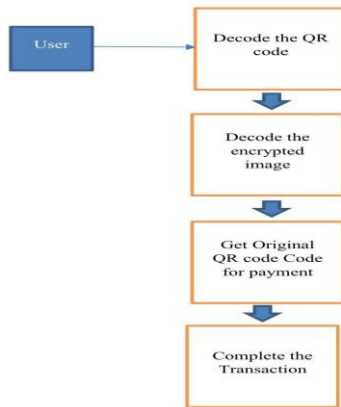 User
Decode the QR
code
Decode the
encrypted
image
Get Original
QR code Code
for payment
Complete the
Transaction